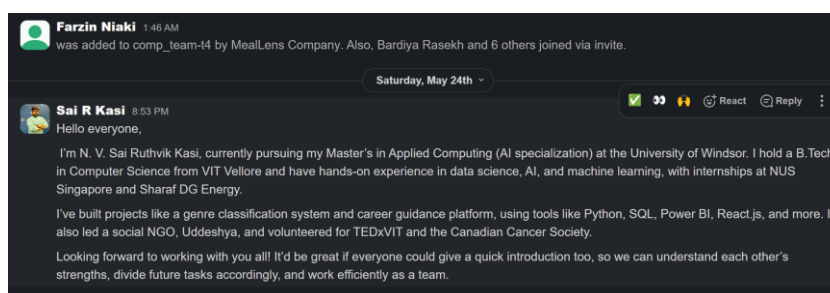 Farzin Niaki 1:46 AM
was added to comp_team-t4 by MealLens Company. Also, Bardiya Rasekh and 6 others joined via invite.
Saturday, May 24th
Sai R Kasi 8:53 PM
React Reply
Hello everyone,
I'm N. V. Sai Ruthvik Kasi, currently pursuing my Master's in Applied Computing (AI specialization) at the University of Windsor. I hold a B.Tech
in Computer Science from VIT Vellore and have hands-on experience in data science, AI, and machine learning, with internships at NUS
Singapore and Sharaf DG Energy.
I've built projects like a genre classification system and career guidance platform, using tools like Python, SQL, Power BI, React.js, and more. I
also led a social NGO, Uddeshya, and volunteered for TEDxVIT and the Canadian Cancer Society.
Looking forward to working with you all! It'd be great if everyone could give a quick introduction too, so we can understand each other's
strengths, divide future tasks accordingly, and work efficiently as a team.